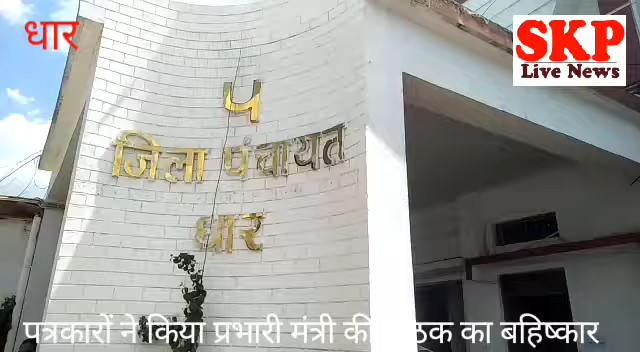 धार
SKP
Live News
प
जिला पंचायत
धार
पत्रकारों ने किया प्रभारी मंत्री की का बहिष्कार